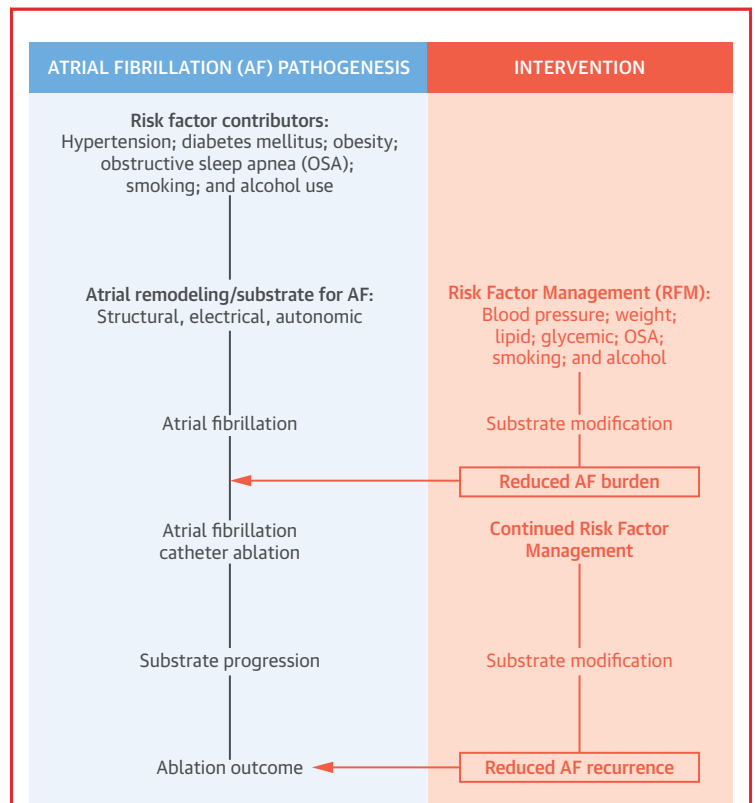 ATRIAL FIBRILLATION (AF) PATHOGENESIS
Risk factor contributors:
Hypertension; diabetes mellitus; obesity;
obstructive sleep apnea (OSA);
smoking; and alcohol use
Atrial remodeling/substrate for AF:
Structural, electrical, autonomic
Atrial fibrillation
Atrial fibrillation
catheter ablation
Substrate progression
Ablation outcome
INTERVENTION
Risk Factor Management (RFM):
Blood pressure; weight;
lipid; glycemic; OSA;
smoking; and alcohol
Substrate modification
Reduced AF burden
Continued Risk Factor
Management
Substrate modification
Reduced AF recurrence